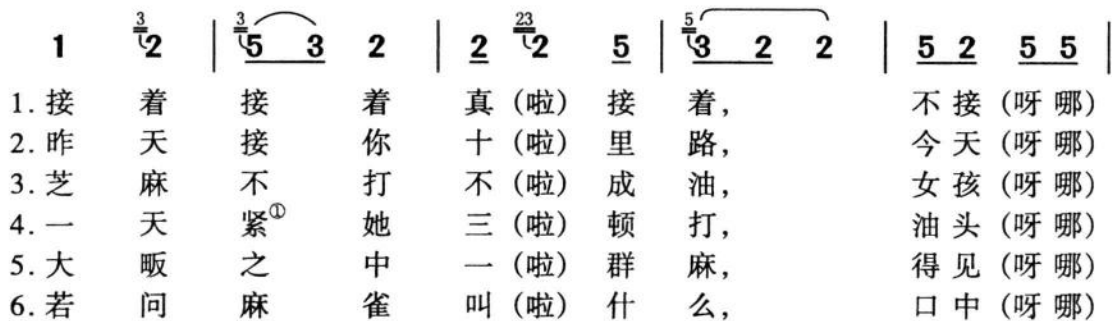 3 3 23 5
1 2 | 5 3 2 | 2 2 5 | 3 2 2 | 5 2 5 5 |
1. 接 着 接 着 真 (啦) 接 着, 不 接 (呀 哪)
2. 昨 天 接 你 十 (啦) 里 路, 今 天 (呀 哪)
3. 芝 麻 不 打 不 (啦) 成 油, 女 孩 (呀 哪)
4. 一 天 紧① 她 三 (啦) 顿 打, 油 头 (呀 哪)
5. 大 畈 之 中 一 (啦) 群 麻, 得 见 (呀 哪)
6. 若 问 麻 雀 叫 (啦) 什 么, 口 中 (呀 哪)